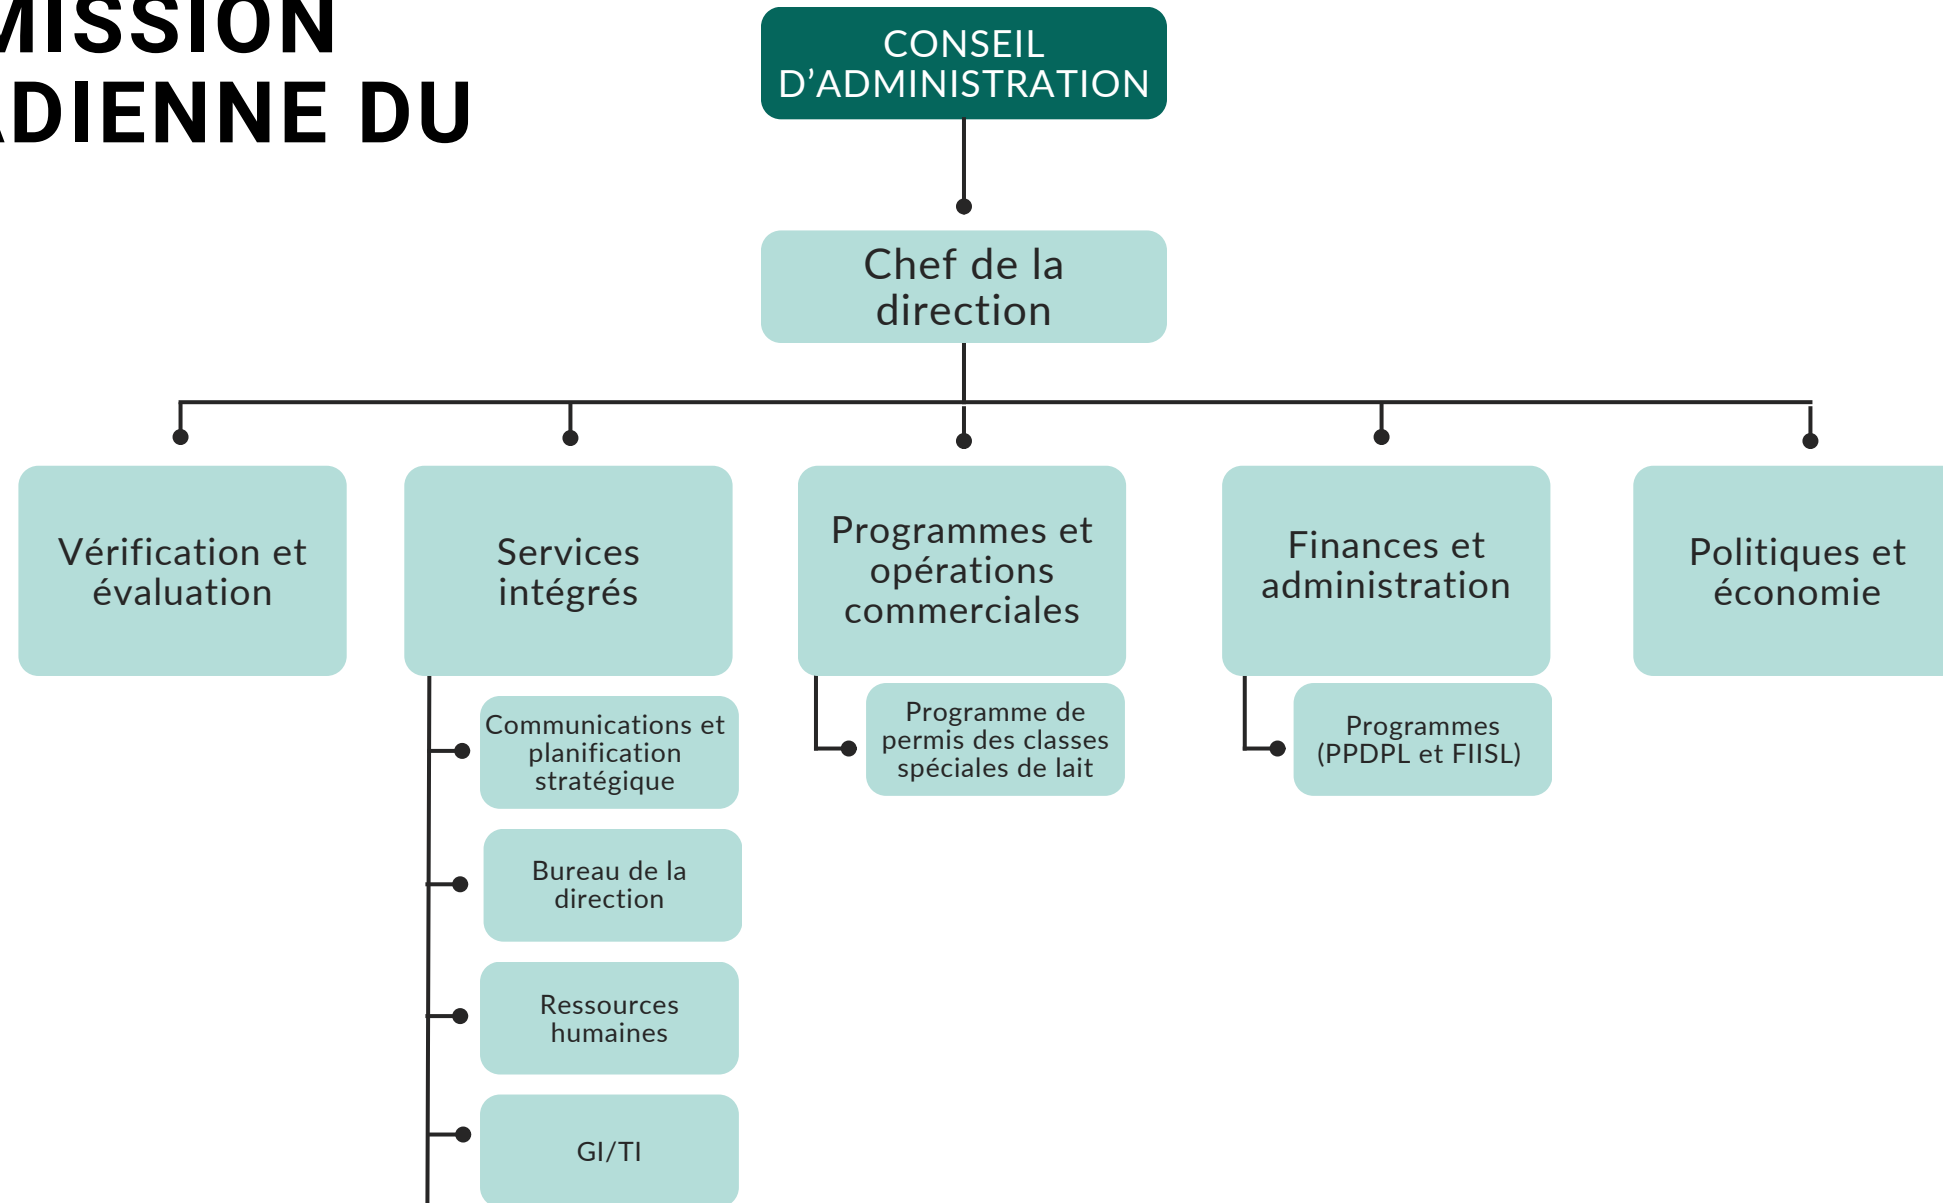 MISSION
ADIENNE DU
CONSEIL
D’ADMINISTRATION
Chef de la
direction
Vérification et
évaluation
Services
intégrés
Programmes et
opérations
commerciales
Finances et
administration
Politiques et
économie
Communications et
planification
stratégique
Programme de
permis des classes
spéciales de lait
Programmes
(PPDPL et FIISL)
Bureau de la
direction
Ressources
humaines
GI/TI